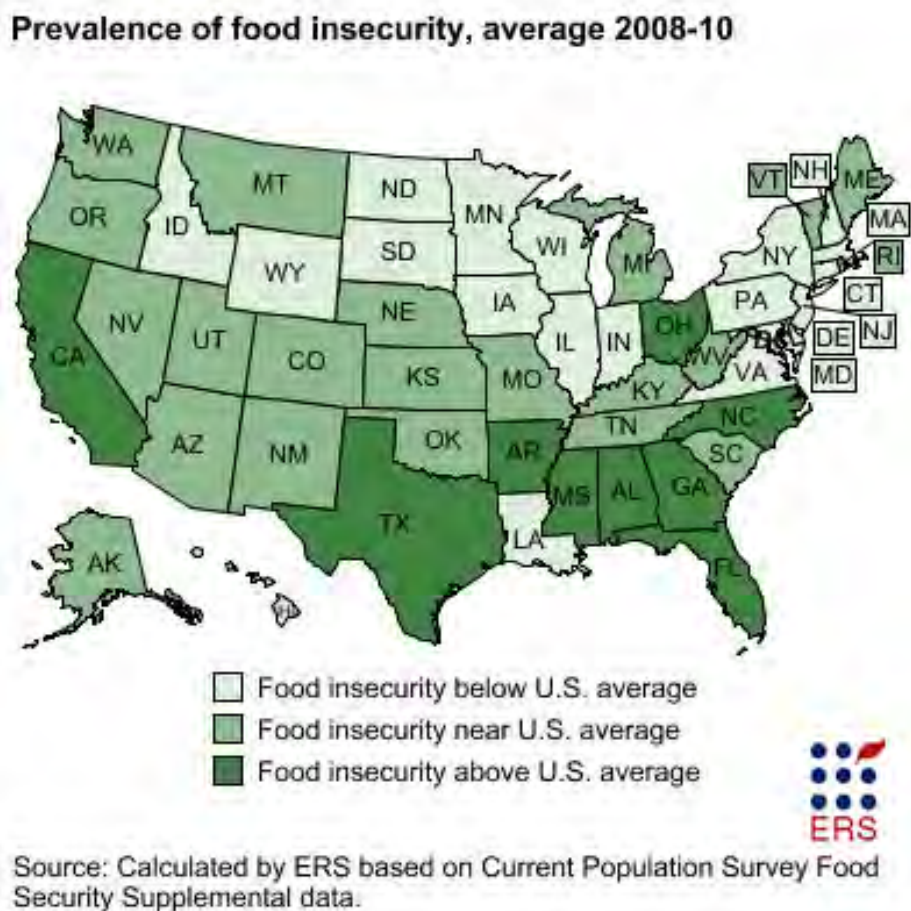 Prevalence of food insecurity, average 2008-10
WA
MT
ND
MN
VT
NH
ME
OR
ID
SD
WI
MI
NY
MA
RI
WY
IA
PA
CT
NV
NE
IL
IN
OH
NJ
DE
UT
CO
KS
MO
WV
VA
MD
CA
KY
AZ
NM
OK
TN
NC
AR
SC
MS
AL
GA
TX
LA
AK
FL
Food insecurity below U.S. average
Food insecurity near U.S. average
Food insecurity above U.S. average
ERS
Source: Calculated by ERS based on Current Population Survey Food
Security Supplemental data.